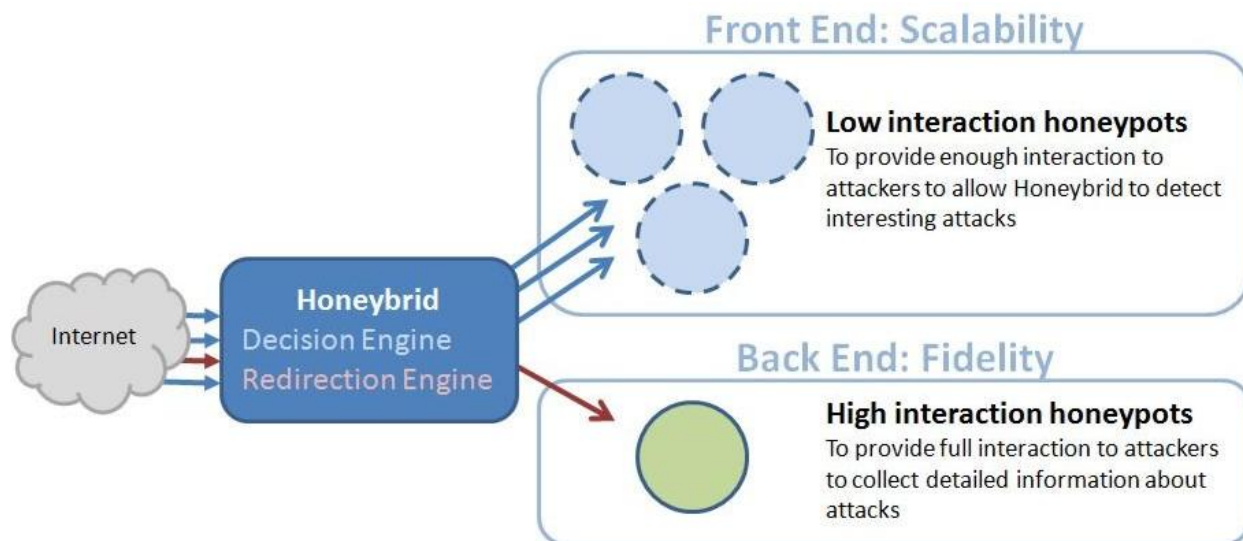 Front End: Scalability
Low interaction honeypots
To provide enough interaction to
attackers to allow Honeybrid to detect
interesting attacks
Internet
Honeybrid
Decision Engine
Redirection Engine
Back End: Fidelity
High interaction honeypots
To provide full interaction to attackers
to collect detailed information about
attacks